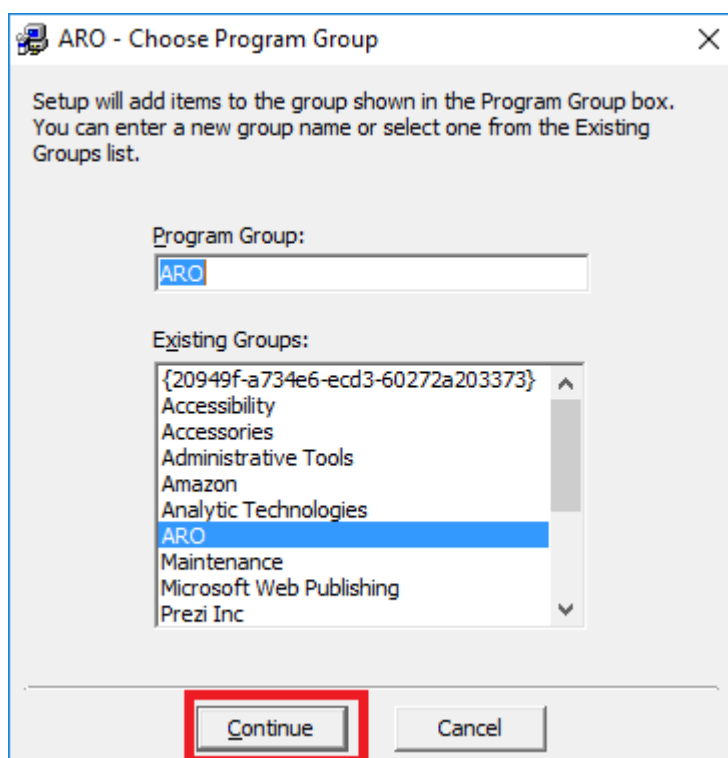 ARO - Choose Program Group
Setup will add items to the group shown in the Program Group box.
You can enter a new group name or select one from the Existing
Groups list.
Program Group:
ARO
Existing Groups:
{20949f-a734e6-ecd3-60272a203373}
Accessibility
Accessories
Administrative Tools
Amazon
Analytic Technologies
ARO
Maintenance
Microsoft Web Publishing
Prezi Inc
Continue
Cancel